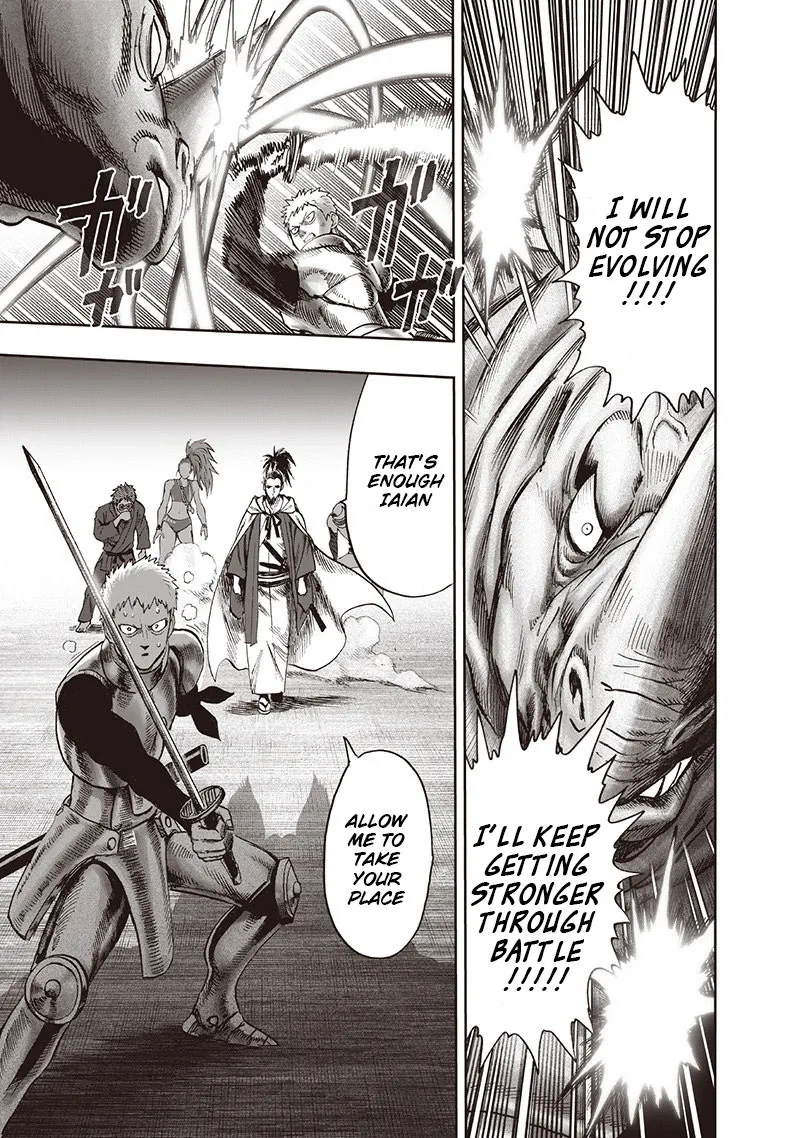 I WILL
NOT STOP
EVOLVING
!!!!
I'LL KEEP
GETTING
STRONGER
THROUGH
BATTLE
!!!!!
ガガ
ガガ
THAT'S
ENOUGH
IAIAN
ALLOW
ME TO
TAKE
YOUR
PLACE